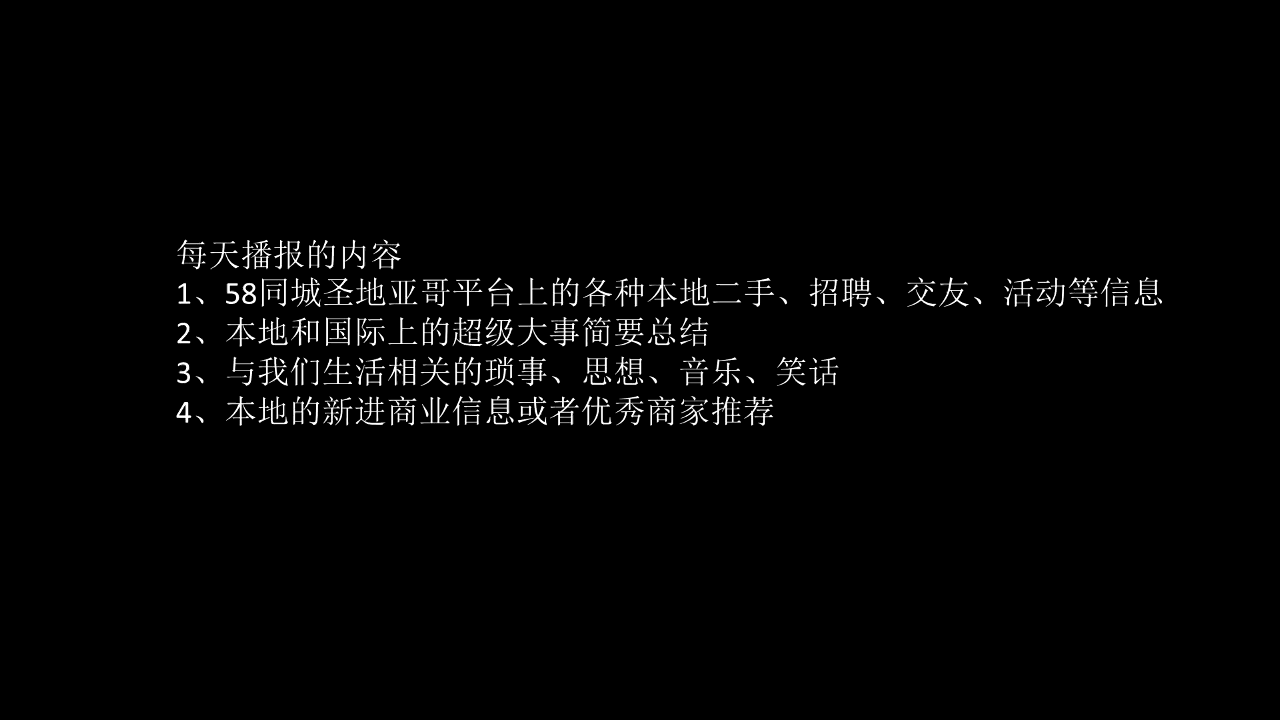 每天播报的内容
1、58同城圣地亚哥平台上的各种本地二手、招聘、交友、活动等信息
2、本地和国际上的超级大事简要总结
3、与我们生活相关的琐事、思想、音乐、笑话
4、本地的新进商业信息或者优秀商家推荐